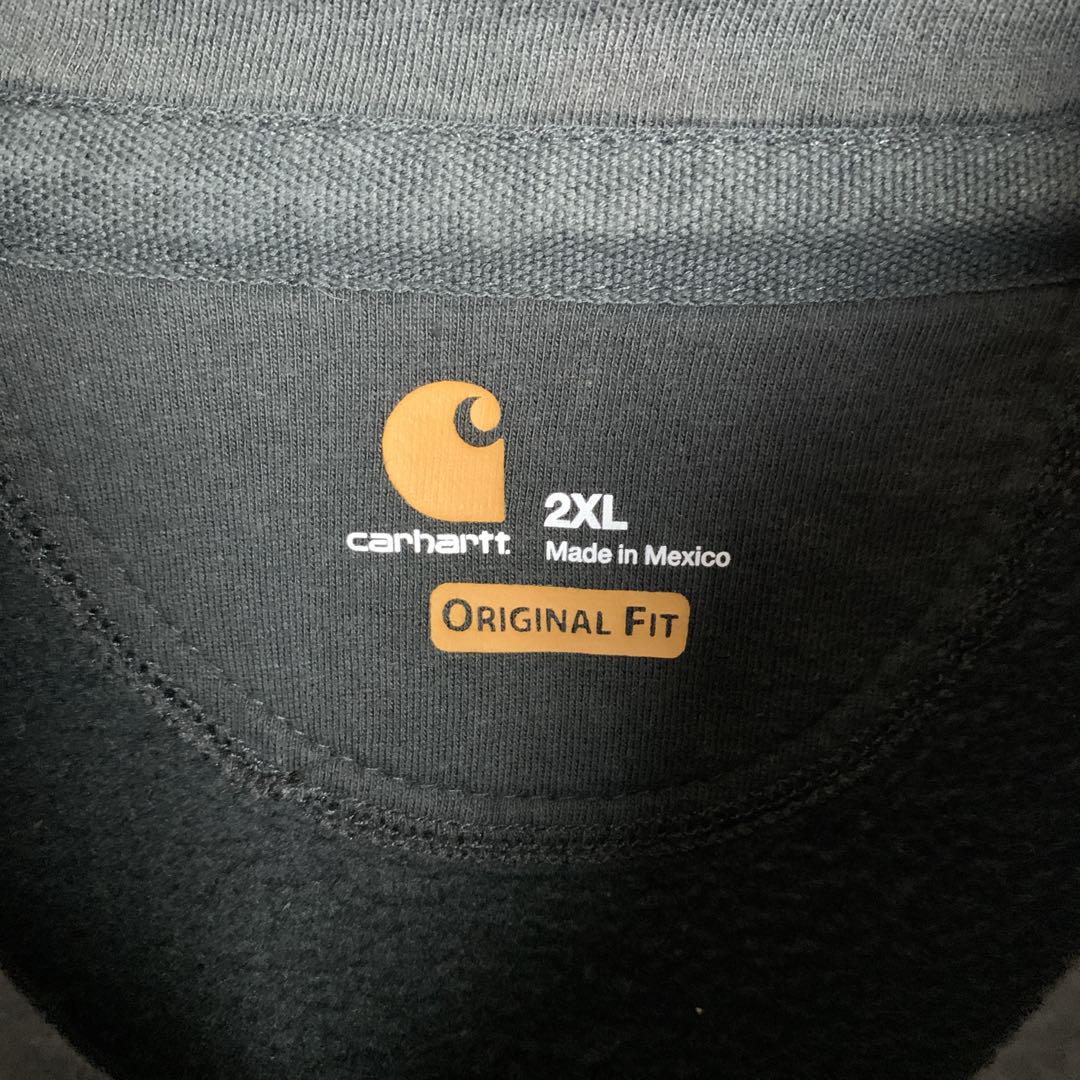 carhartt
2XL
Made in Mexico
ORIGINAL FIT